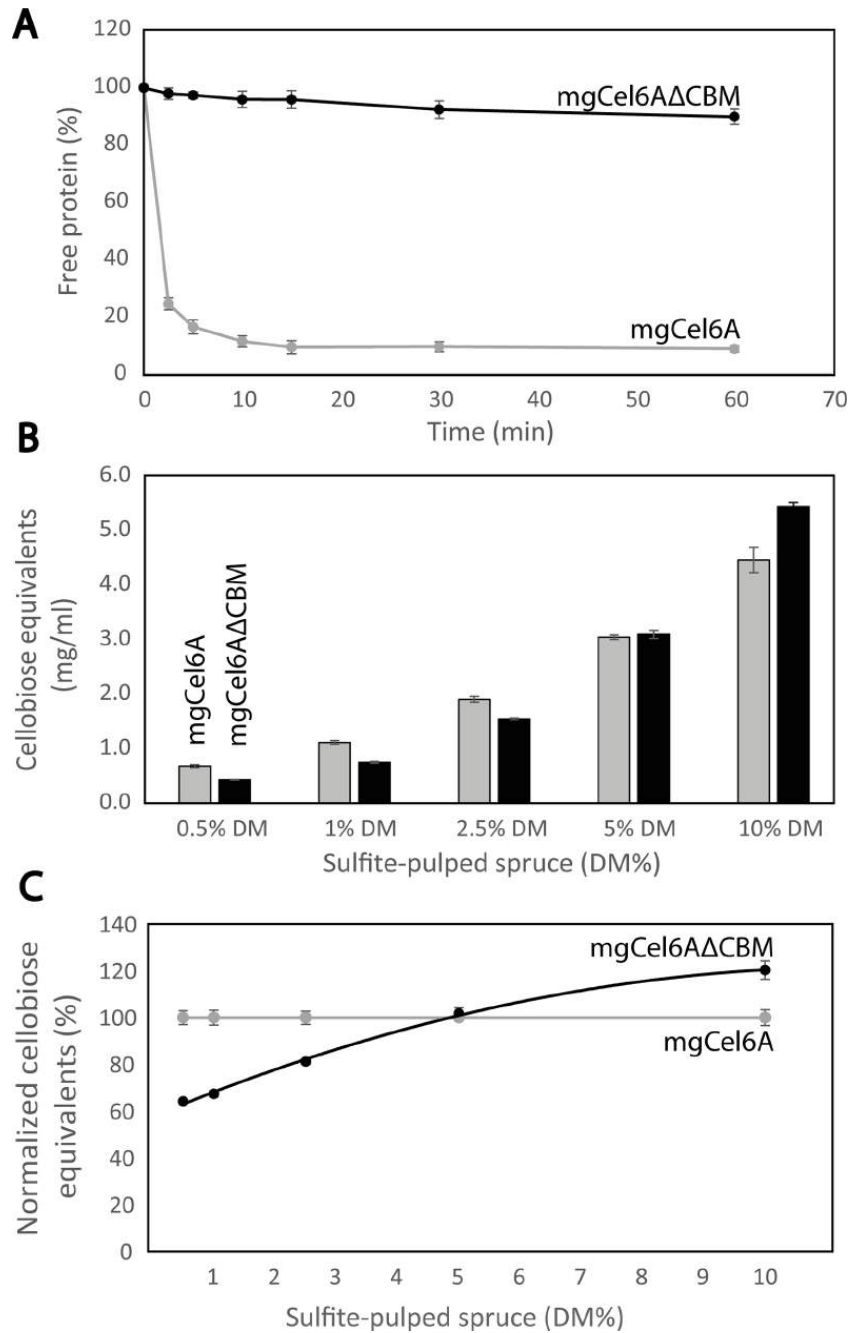 A
120
100
80
60
40
20
0
Free protein (%)
mgCel6AΔCBM
mgCel6A
0 10 20 30 40 50 60 70
Time (min)
B
6.0
5.0
4.0
3.0
2.0
1.0
0.0
Cellobiose equivalents
(mg/ml)
mgCel6A
mgCel6AΔCBM
0.5% DM 1% DM 2.5% DM 5% DM 10% DM
Sulfite-pulped spruce (DM%)
C
140
120
100
80
60
40
20
0
Normalized cellobiose
equivalents (%)
mgCel6AΔCBM
mgCel6A
1 2 3 4 5 6 7 8 9 10
Sulfite-pulped spruce (DM%)